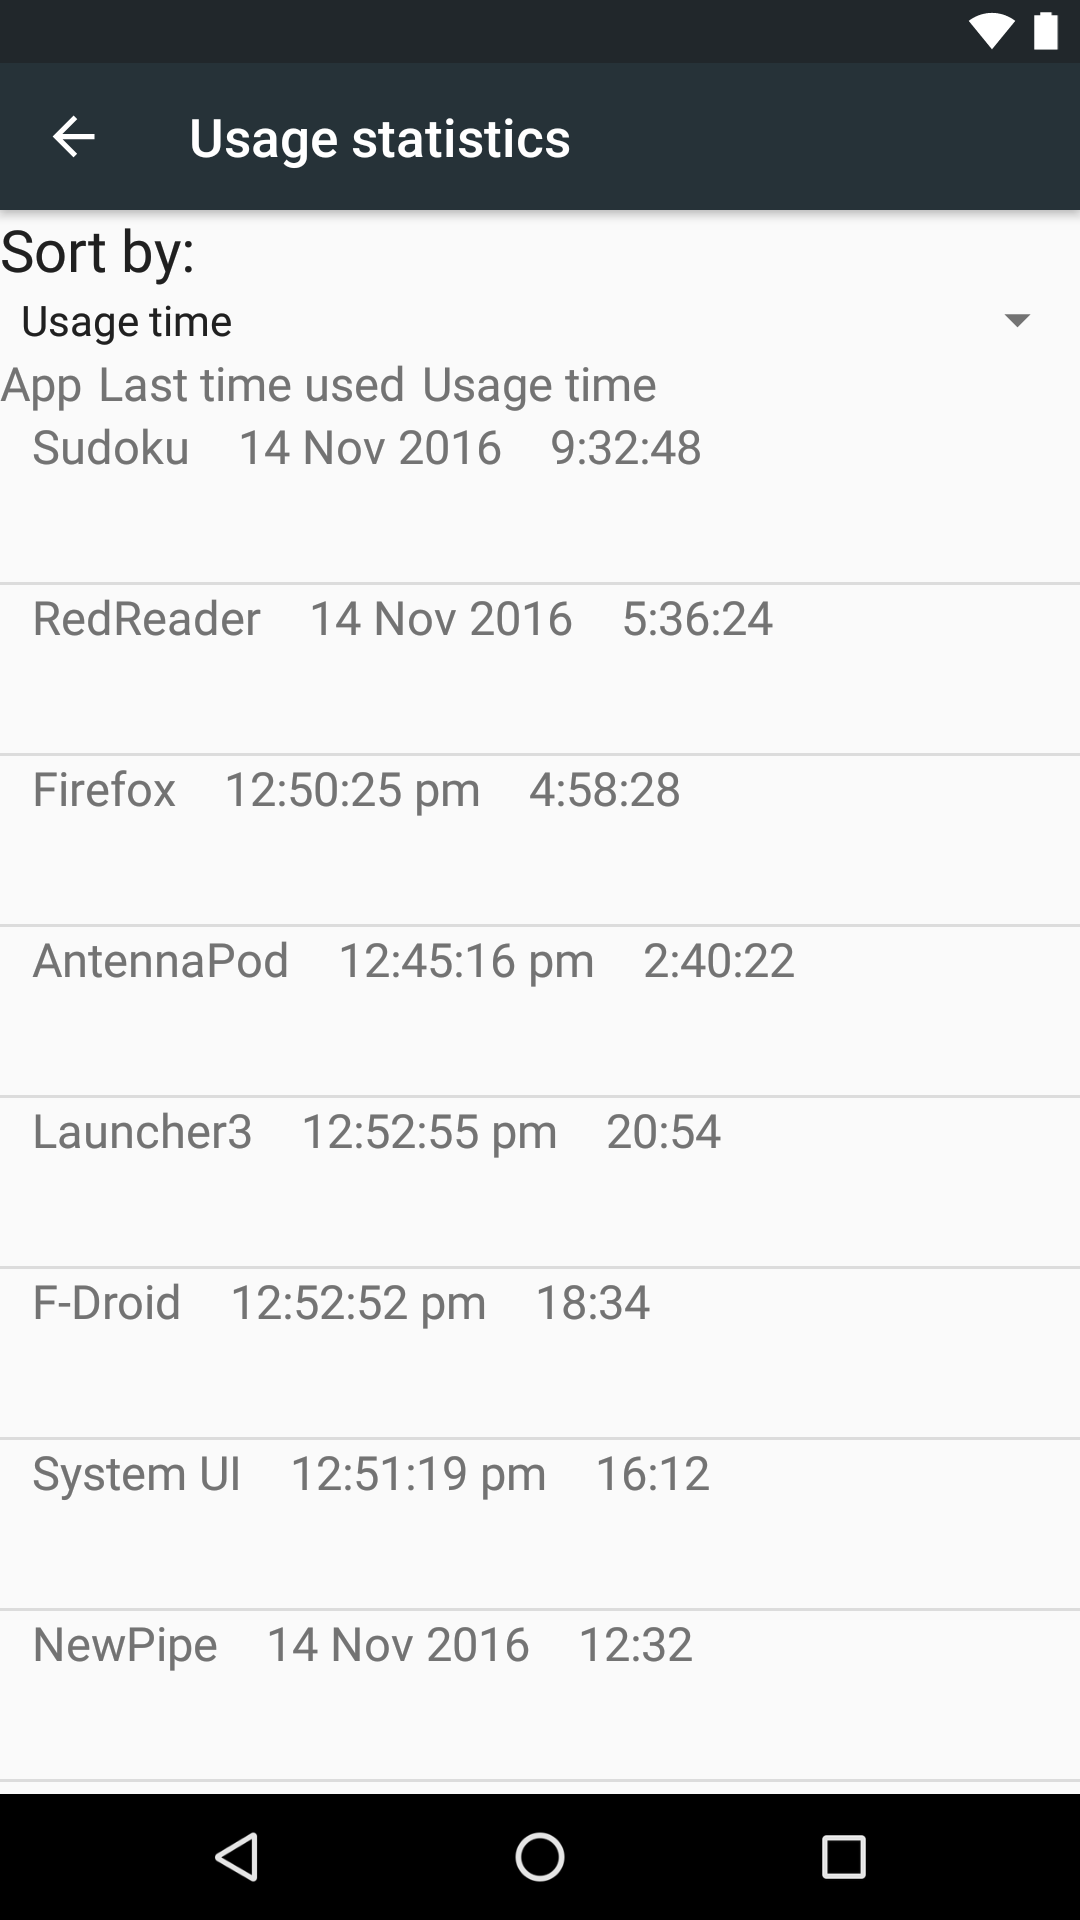 Usage statistics
Sort by:
Usage time
App Last time used Usage time
Sudoku 14 Nov 2016 9:32:48
RedReader 14 Nov 2016 5:36:24
Firefox 12:50:25 pm 4:58:28
AntennaPod 12:45:16 pm 2:40:22
Launcher3 12:52:55 pm 20:54
F-Droid 12:52:52 pm 18:34
System UI 12:51:19 pm 16:12
NewPipe 14 Nov 2016 12:32